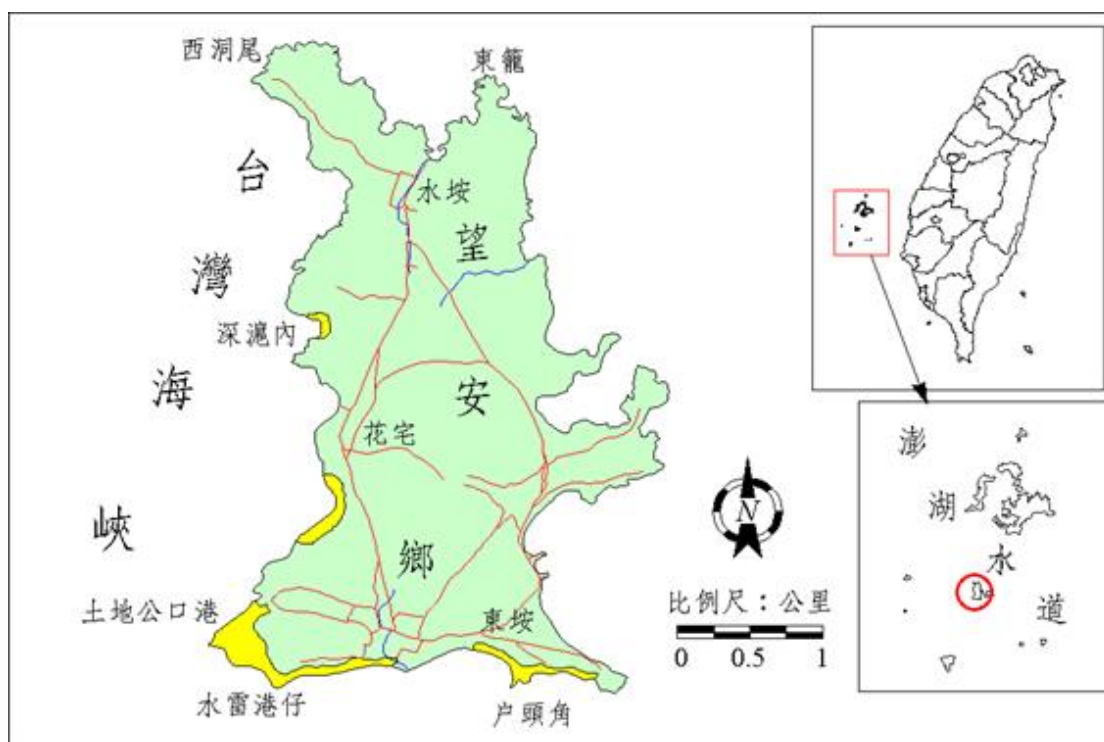 西洞尾
東籠
台灣海峽
水垵
望安鄉
深滬內
花宅
土地公口港
東垵
水雷港仔
户頭角
N
比例尺：公里
0 0.5 1
澎湖水道